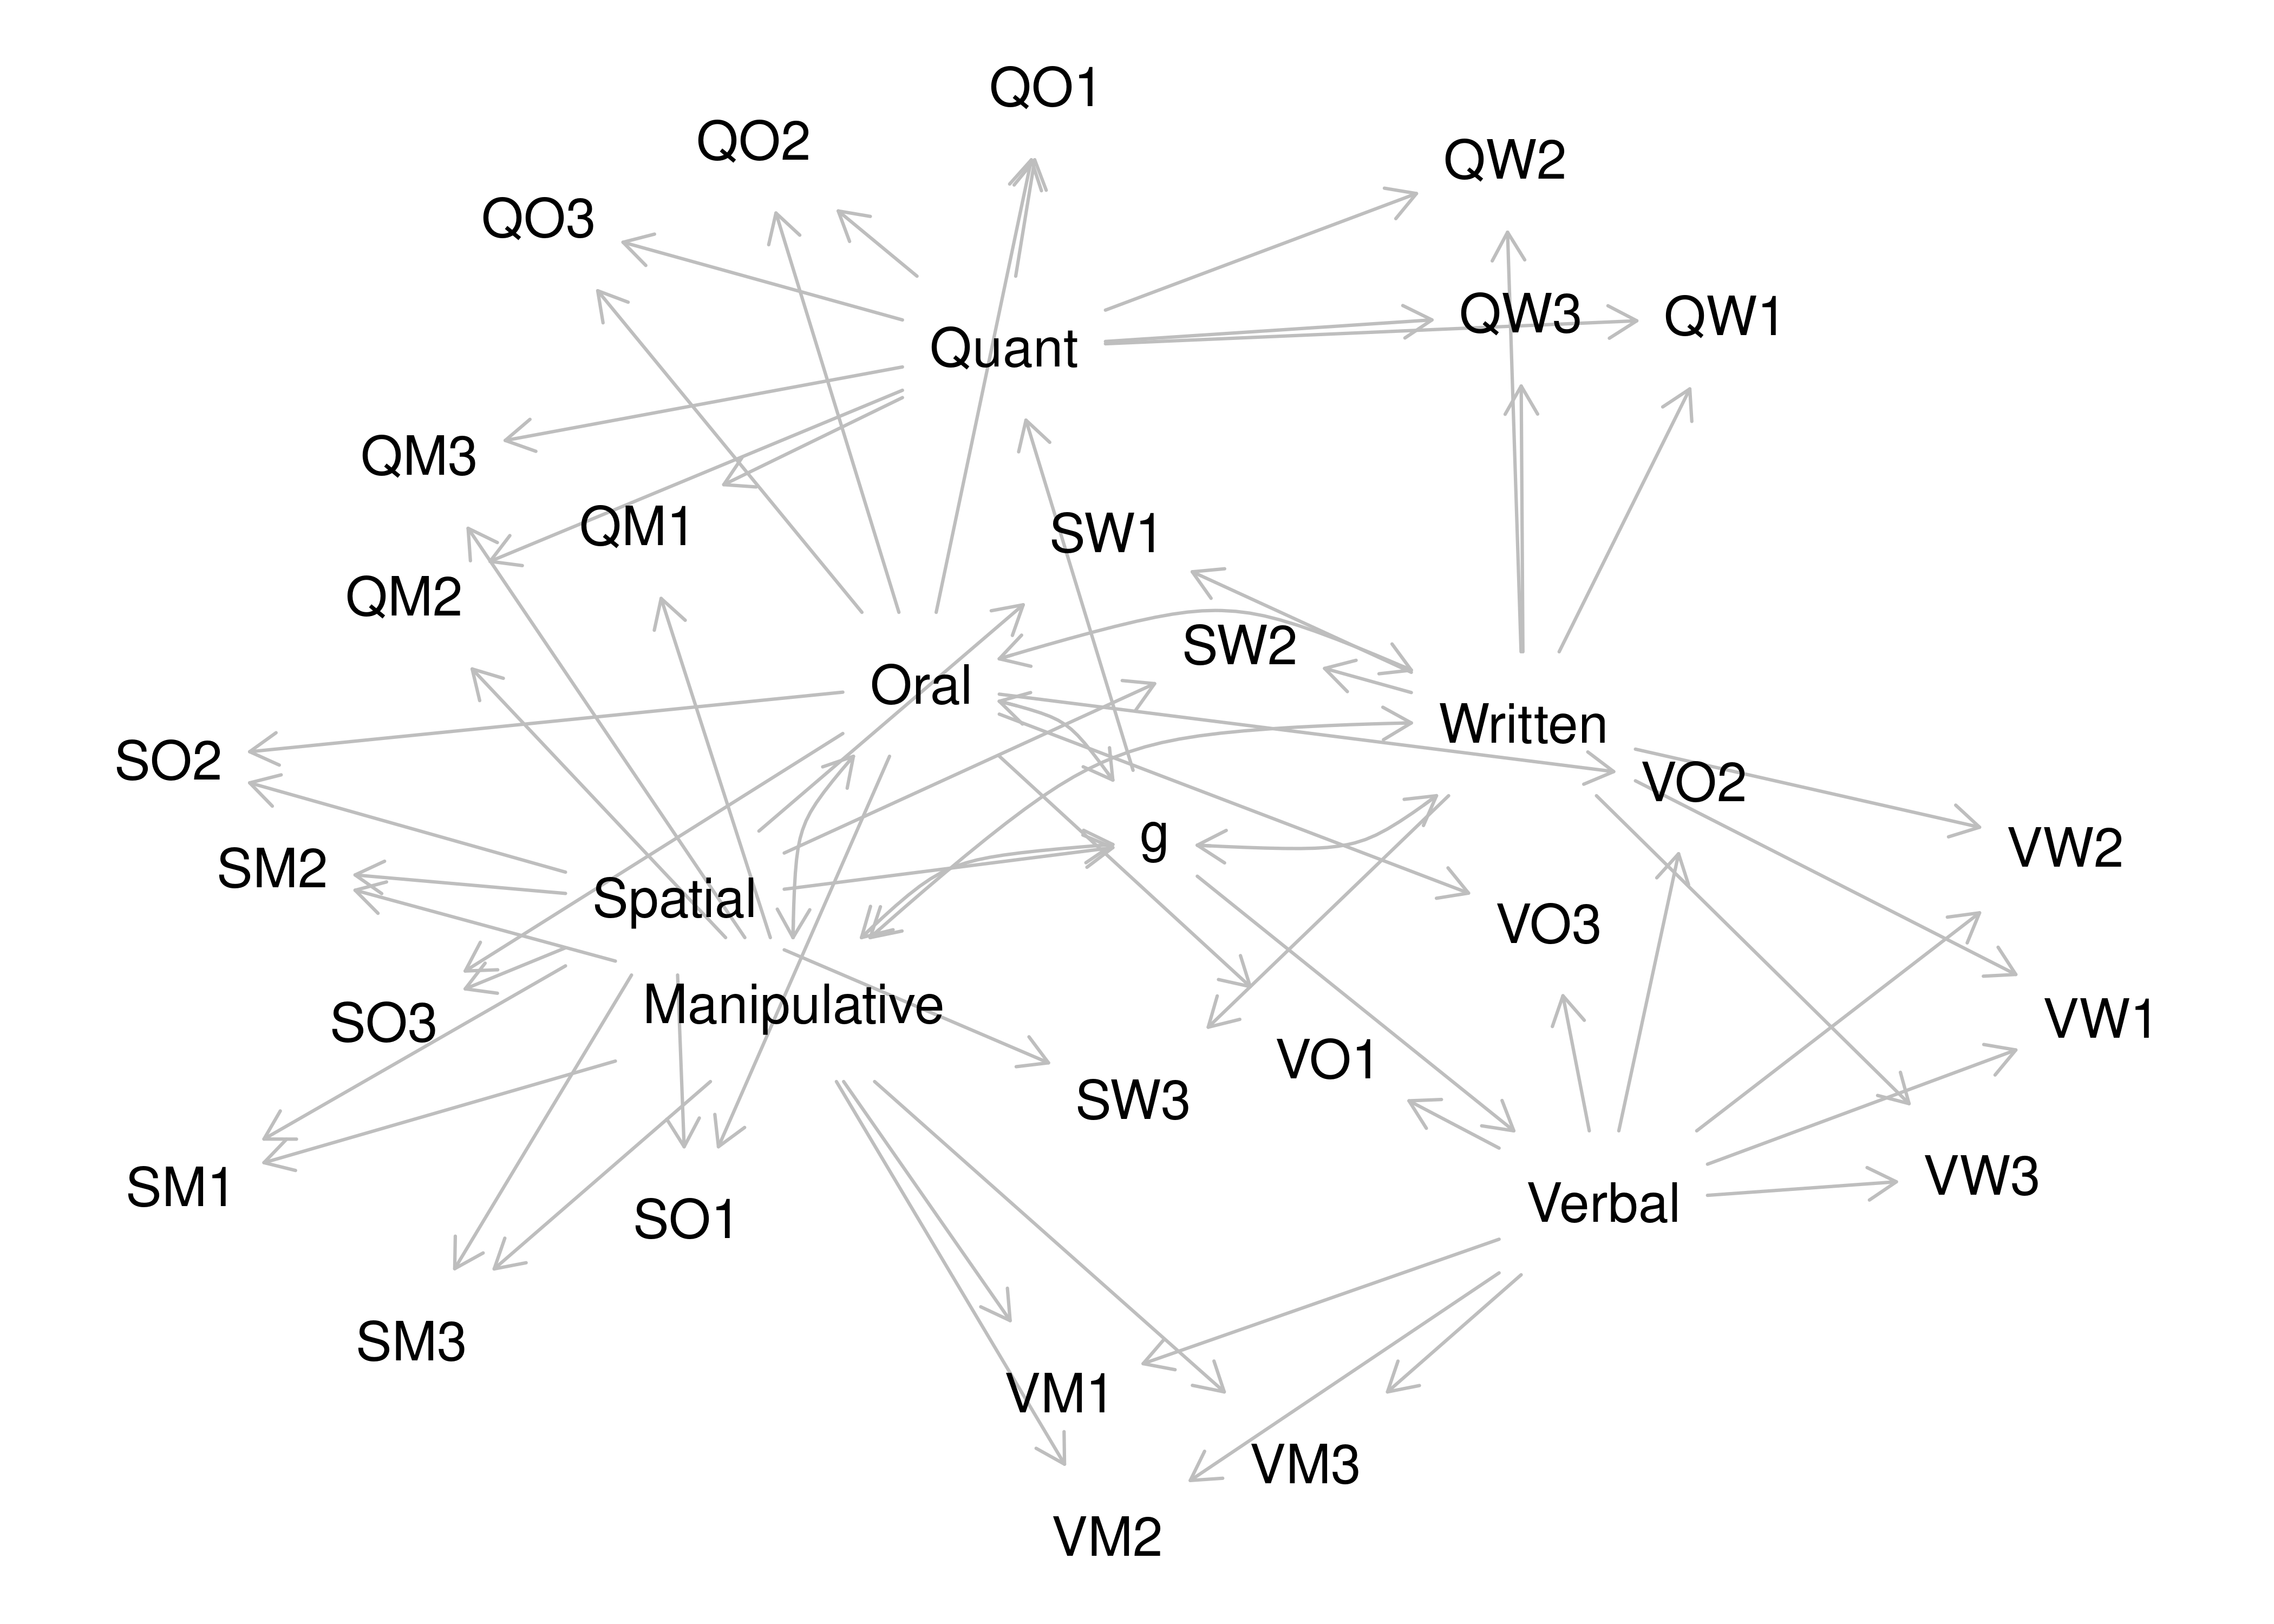 QO1
QO2
QW2
QO3
QW3
QW1
Quant
QM3
QM1
SW1
QM2
SW2
Oral
Written
SO2
VO2
g
VW2
SM2
Spatial
VO3
Manipulative
SO3
VW1
VO1
SW3
VW3
SM1
Verbal
SO1
SM3
VM1
VM3
VM2